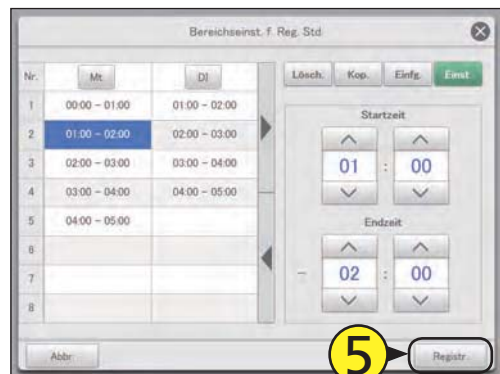 Bereichseinst. f. Reg. Std.
Nr. Mt DI
Lösch. Kop. Einfg. Einst.
1 00:00 - 01:00 01:00 - 02:00
2 01:00 - 02:00 02:00 - 03:00
3 02:00 - 03:00 03:00 - 04:00
4 03:00 - 04:00 04:00 - 05:00
5 04:00 - 05:00
6
7
8
Startzeit
01 : 00
Endzeit
- 02 : 00
Abbr.
5
Registr.